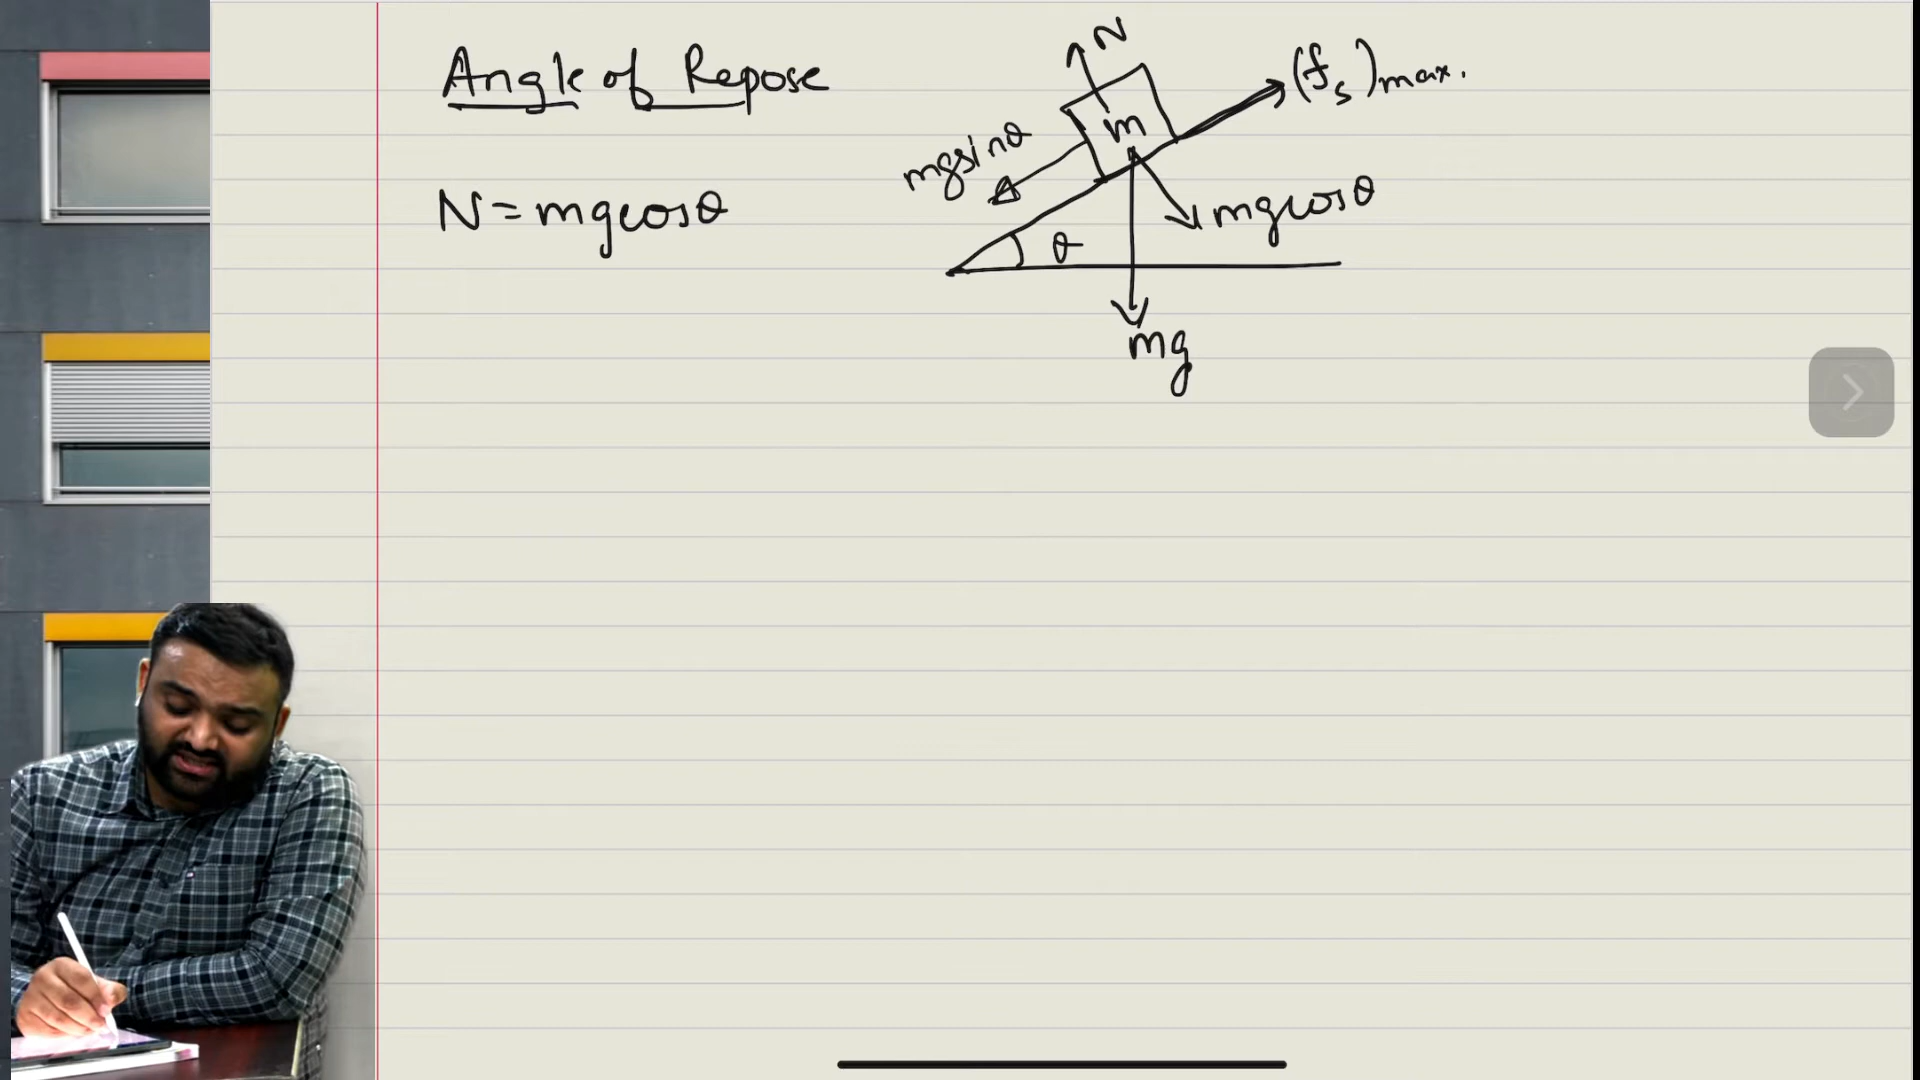 Angle of Repose
N
(fs)max.
m
mgsinθ
N = mgcosθ
mgcosθ
θ
mg